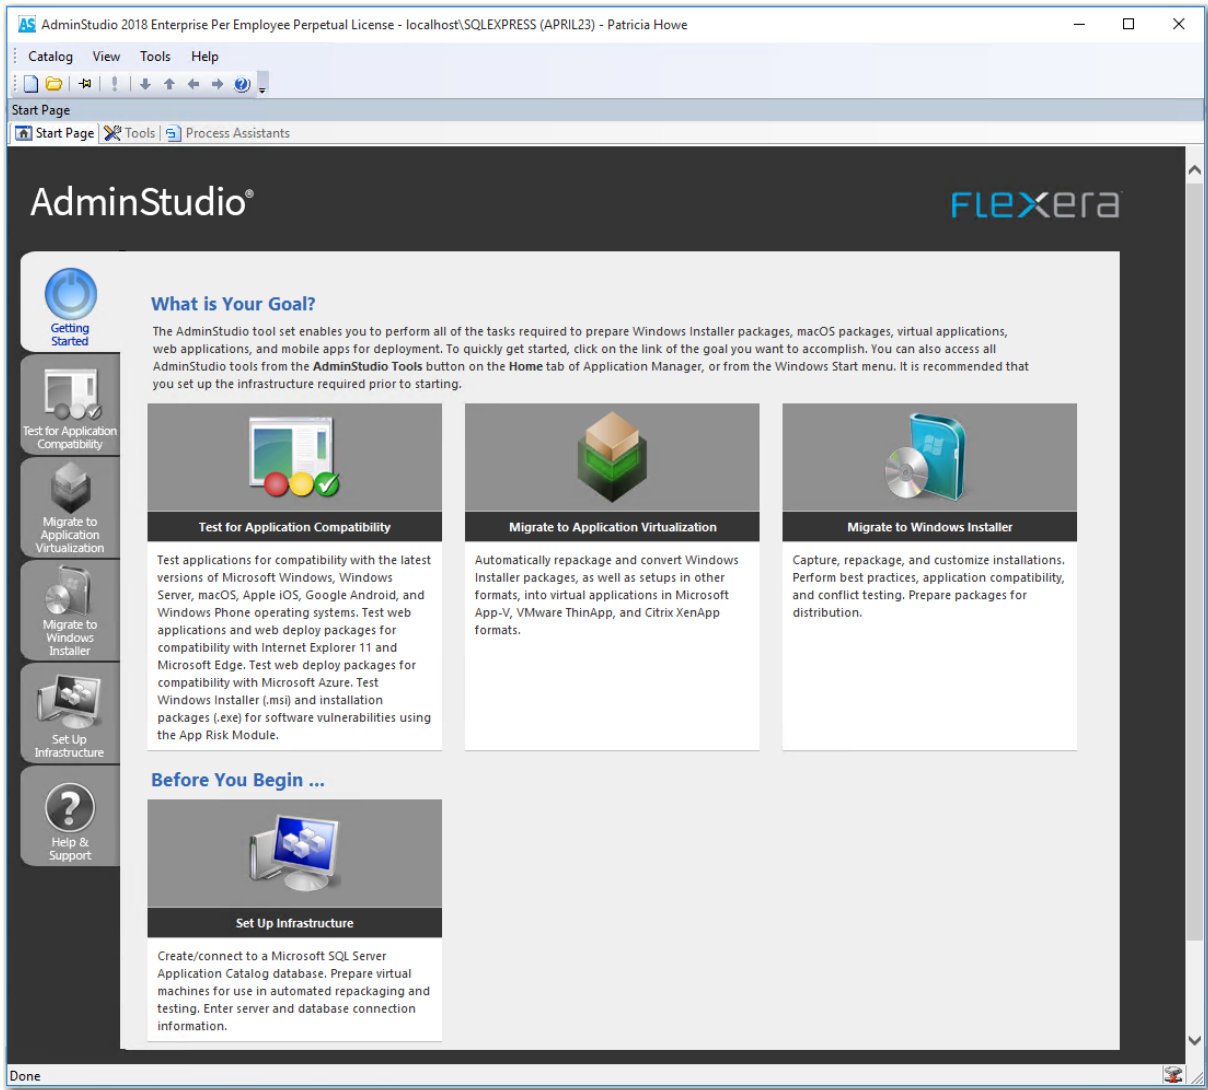 AS AdminStudio 2018 Enterprise Per Employee Perpetual License - localhost\SQLEXPRESS (APRIL23) - Patricia Howe
Catalog View Tools Help
Start Page
Start Page Tools Process Assistants
AdminStudio®
Flexera
Getting
Started
Test for Application
Compatibility
Migrate to
Application
Virtualization
Migrate to
Windows
Installer
Set Up
Infrastructure
Help &
Support
What is Your Goal?
The AdminStudio tool set enables you to perform all of the tasks required to prepare Windows Installer packages, macOS packages, virtual applications,
web applications, and mobile apps for deployment. To quickly get started, click on the link of the goal you want to accomplish. You can also access all
AdminStudio tools from the AdminStudio Tools button on the Home tab of Application Manager, or from the Windows Start menu. It is recommended that
you set up the infrastructure required prior to starting.
Test for Application Compatibility
Test applications for compatibility with the latest
versions of Microsoft Windows, Windows
Server, macOS, Apple iOS, Google Android, and
Windows Phone operating systems. Test web
applications and web deploy packages for
compatibility with Internet Explorer 11 and
Microsoft Edge. Test web deploy packages for
compatibility with Microsoft Azure. Test
Windows Installer (.msi) and installation
packages (.exe) for software vulnerabilities using
the App Risk Module.
Migrate to Application Virtualization
Automatically repackage and convert Windows
Installer packages, as well as setups in other
formats, into virtual applications in Microsoft
App-V, VMware ThinApp, and Citrix XenApp
formats.
Migrate to Windows Installer
Capture, repackage, and customize installations.
Perform best practices, application compatibility,
and conflict testing. Prepare packages for
distribution.
Before You Begin ...
Set Up Infrastructure
Create/connect to a Microsoft SQL Server
Application Catalog database. Prepare virtual
machines for use in automated repackaging and
testing. Enter server and database connection
information.
Done